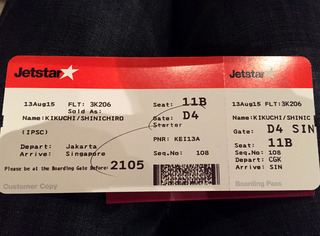 Jetstar
13Aug15 FLT: 3K206
Sold As:
Name:KIKUCHI/SHINICHIRO
(IPSC)
Depart: Jakarta
Arrive: Singapore
Please be at the Boarding Gate before: 2105
Customer Copy
Seat: 11B
Gate: D4
Starter
PNR: KEI13A
Seq.No: 108
Jetstar
13Aug15 FLT: 3K206
Name:KIKUCHI/SHINIC
Gate: D4 SIN
Seat: 11B
Seq.No: 108
Depart: CGK
Arrive: SIN
Boarding Pass